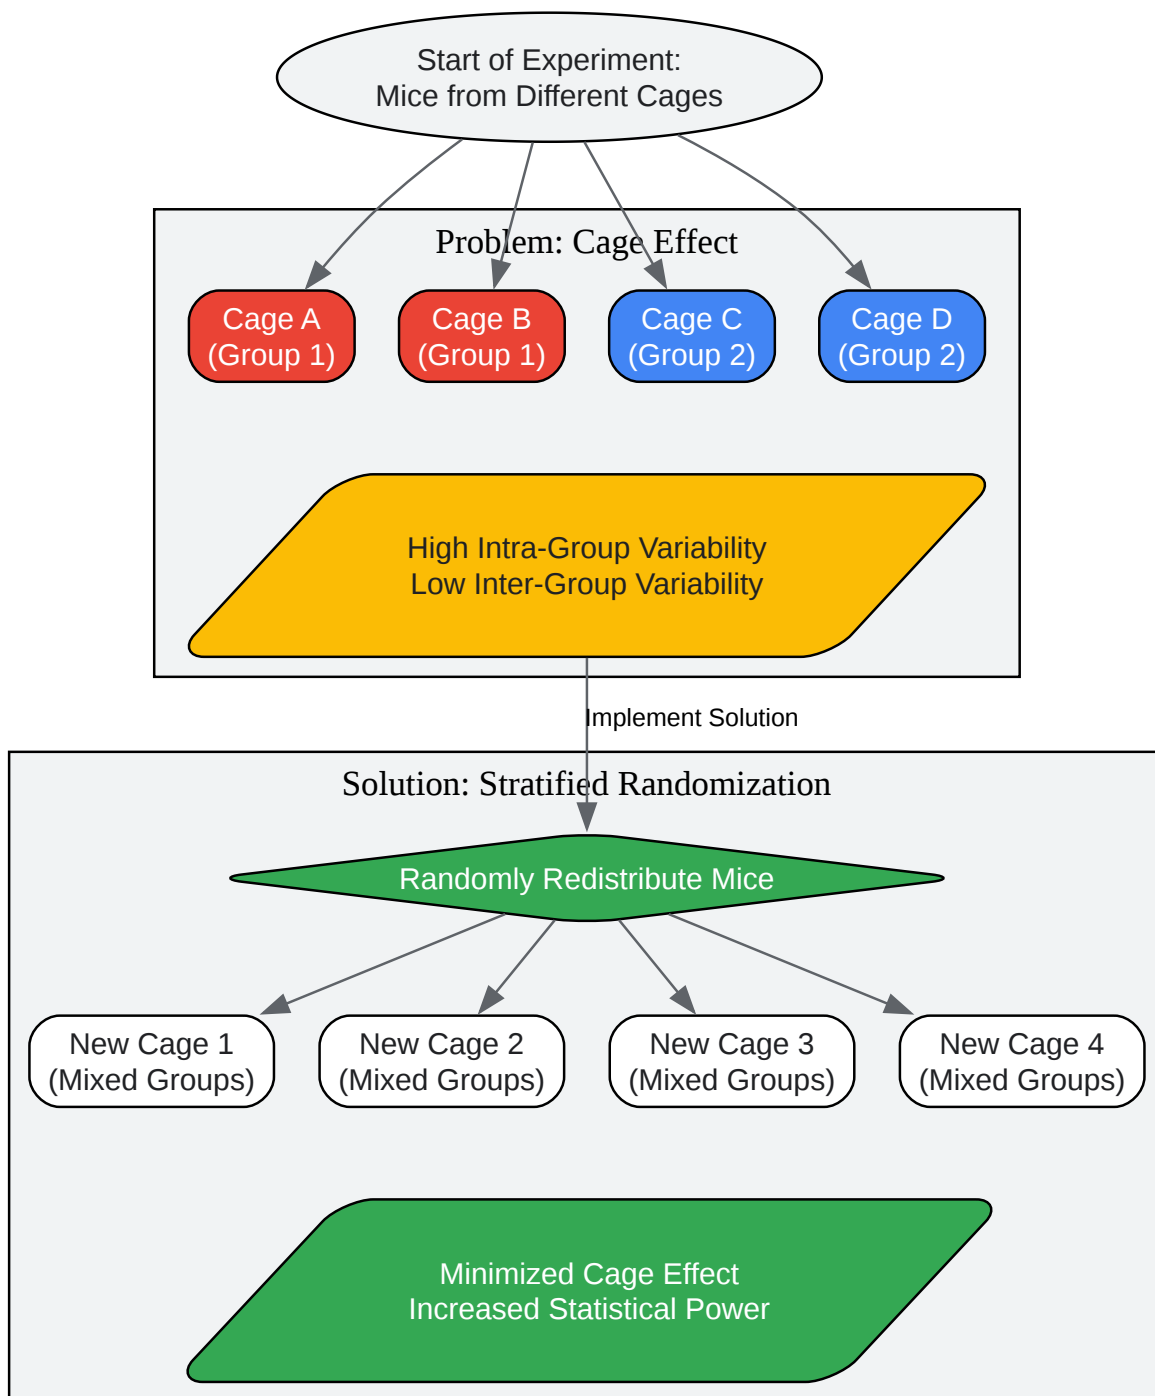 Start of Experiment:
Mice from Different Cages
Problem: Cage Effect
Cage A
(Group 1)
Cage B
(Group 1)
Cage C
(Group 2)
Cage D
(Group 2)
High Intra-Group Variability
Low Inter-Group Variability
Implement Solution
Solution: Stratified Randomization
Randomly Redistribute Mice
New Cage 1
(Mixed Groups)
New Cage 2
(Mixed Groups)
New Cage 3
(Mixed Groups)
New Cage 4
(Mixed Groups)
Minimized Cage Effect
Increased Statistical Power